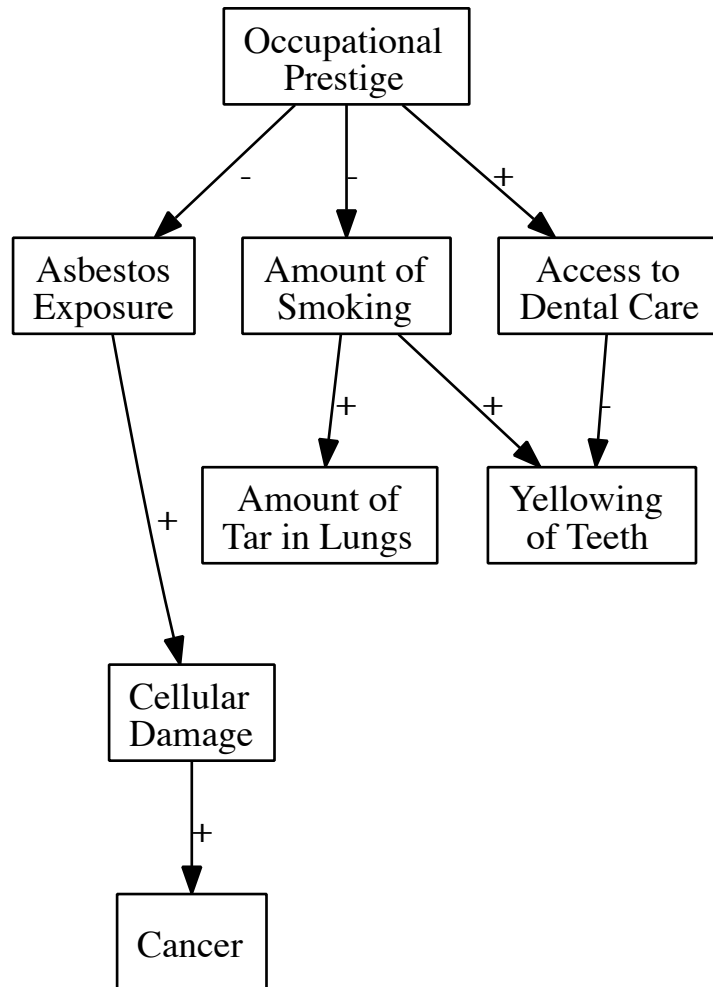 Occupational
Prestige
-
-
+
Asbestos
Exposure
Amount of
Smoking
Access to
Dental Care
+
+
-
Amount of
Tar in Lungs
Yellowing
of Teeth
+
Cellular
Damage
+
Cancer